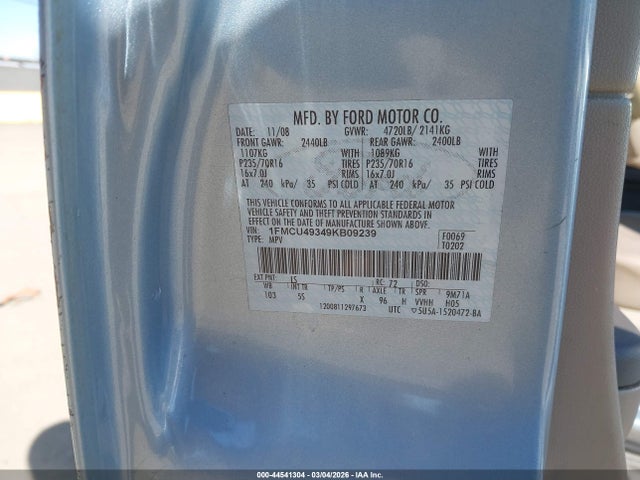 MFD. BY FORD MOTOR CO.
DATE: 11/08 GVWR: 4720LB/ 2141KG
FRONT GAWR: 2440LB REAR GAWR: 2400LB
1107KG WITH 1089KG WITH
P235/70R16 TIRES P235/70R16 TIRES
16x7.0J RIMS 16x7.0J RIMS
AT 240 kPa/ 35 PSI COLD AT 240 kPa/ 35 PSI COLD
THIS VEHICLE CONFORMS TO ALL APPLICABLE FEDERAL MOTOR
VEHICLE SAFETY AND THEFT PREVENTION STANDARDS IN
EFFECT ON THE DATE OF MANUFACTURE SHOWN ABOVE.
VIN: 1FMCU49349KB09239 F0069
TYPE: MPV T0202
EXT PNT: IS RC: 72 DSO:
WB INT TR TP/PS R AXLE TR SPR 9M71A
103 5S X 96 H VVHH H05
1200811297673 UTC 5U5A-1520472-BA
000-44541304 - 03/04/2026 - IAA Inc.